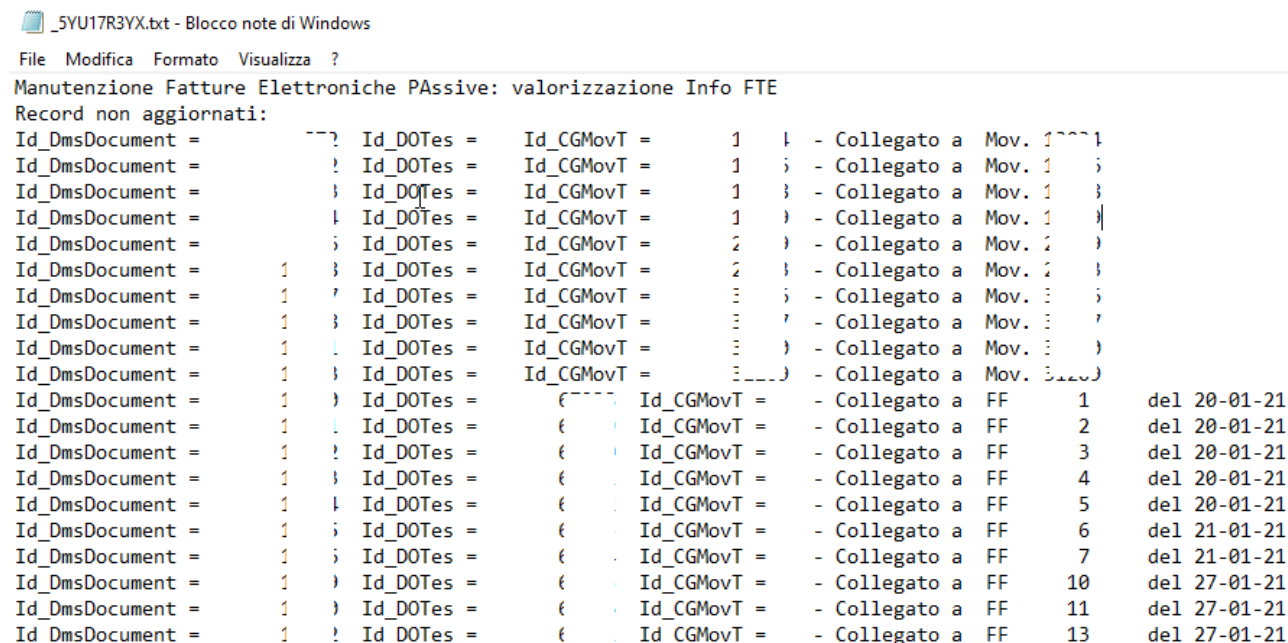 _5YU17R3YX.txt - Blocco note di Windows
File Modifica Formato Visualizza ?
Manutenzione Fatture Elettroniche PAssive: valorizzazione Info FTE
Record non aggiornati:
Id_DmsDocument = Id_DOTes = Id_CGMovT = - Collegato a Mov.
Id_DmsDocument = Id_DOTes = Id_CGMovT = - Collegato a Mov.
Id_DmsDocument = Id_DOTes = Id_CGMovT = - Collegato a Mov.
Id_DmsDocument = Id_DOTes = Id_CGMovT = - Collegato a Mov.
Id_DmsDocument = Id_DOTes = Id_CGMovT = - Collegato a Mov.
Id_DmsDocument = Id_DOTes = Id_CGMovT = - Collegato a Mov.
Id_DmsDocument = Id_DOTes = Id_CGMovT = - Collegato a Mov.
Id_DmsDocument = Id_DOTes = Id_CGMovT = - Collegato a Mov.
Id_DmsDocument = Id_DOTes = Id_CGMovT = - Collegato a Mov.
Id_DmsDocument = Id_DOTes = Id_CGMovT = - Collegato a Mov.
Id_DmsDocument = Id_DOTes = Id_CGMovT = - Collegato a FF 1 del 20-01-21
Id_DmsDocument = Id_DOTes = Id_CGMovT = - Collegato a FF 2 del 20-01-21
Id_DmsDocument = Id_DOTes = Id_CGMovT = - Collegato a FF 3 del 20-01-21
Id_DmsDocument = Id_DOTes = Id_CGMovT = - Collegato a FF 4 del 20-01-21
Id_DmsDocument = Id_DOTes = Id_CGMovT = - Collegato a FF 5 del 20-01-21
Id_DmsDocument = Id_DOTes = Id_CGMovT = - Collegato a FF 6 del 21-01-21
Id_DmsDocument = Id_DOTes = Id_CGMovT = - Collegato a FF 7 del 21-01-21
Id_DmsDocument = Id_DOTes = Id_CGMovT = - Collegato a FF 10 del 27-01-21
Id_DmsDocument = Id_DOTes = Id_CGMovT = - Collegato a FF 11 del 27-01-21
Id_DmsDocument = Id_DOTes = Id_CGMovT = - Collegato a FF 13 del 27-01-21